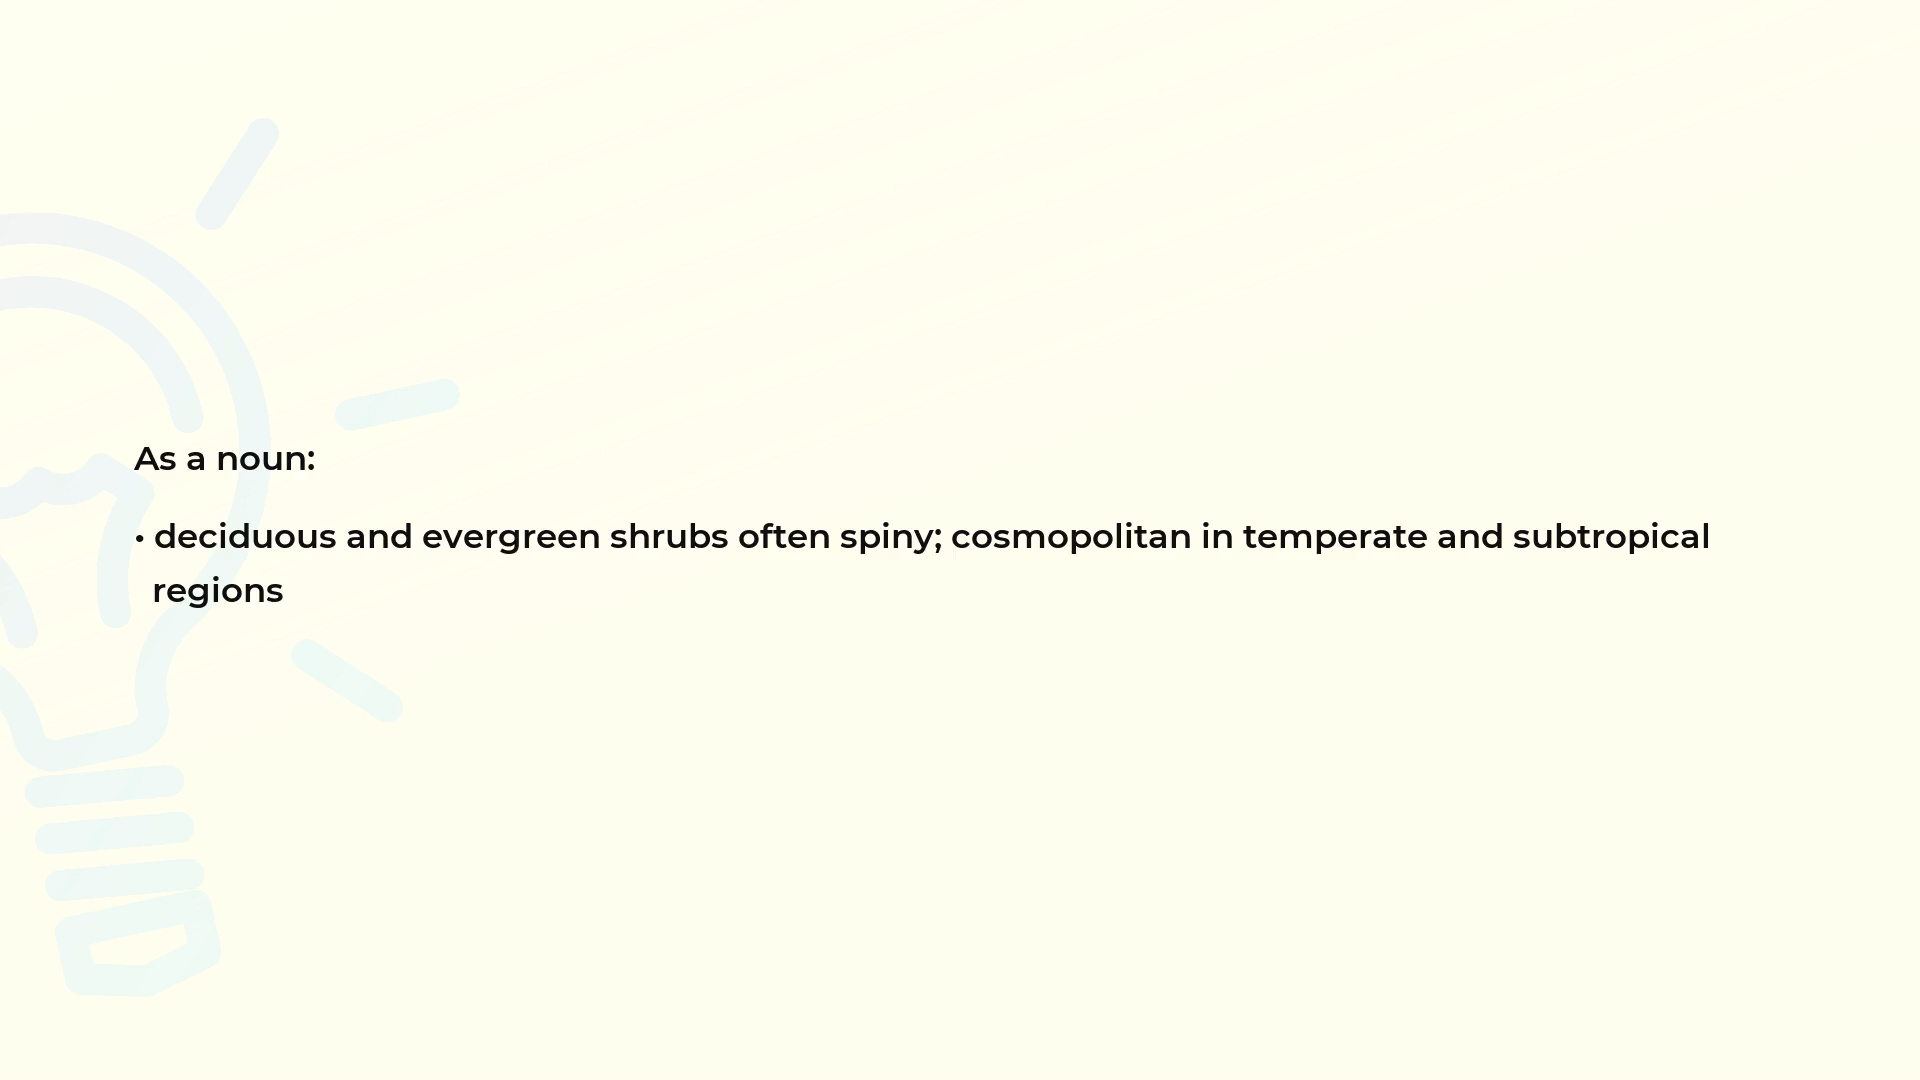 As a noun:
• deciduous and evergreen shrubs often spiny; cosmopolitan in temperate and subtropical
regions